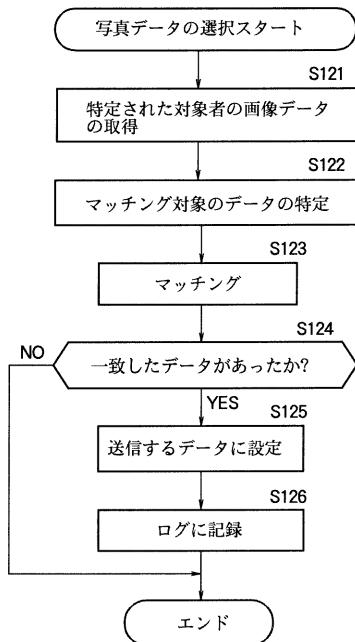 写真データの選択スタート
S121
特定された対象者の画像データ
の取得
S122
マッチング対象のデータの特定
S123
マッチング
S124
NO
一致したデータがあったか?
YES
S125
送信するデータに設定
S126
ログに記録
エンド